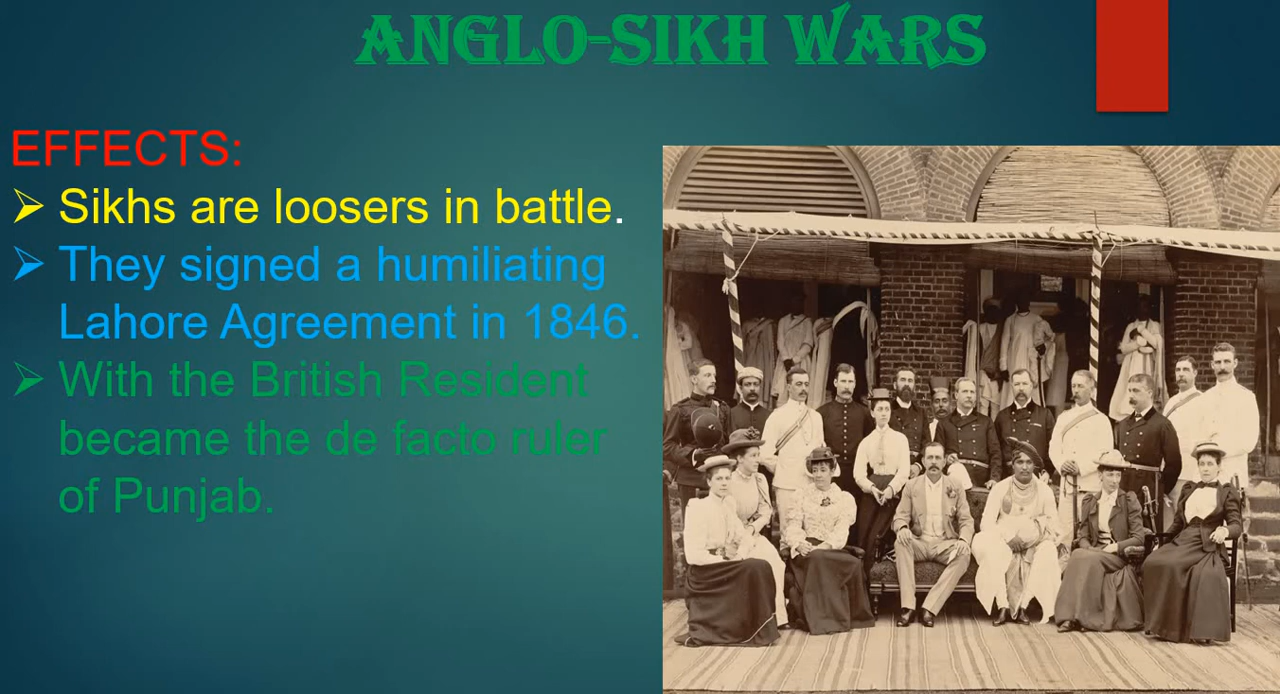 ANGLO-SIKH WARS
EFFECTS:
➢ Sikhs are loosers in battle.
➢ They signed a humiliating
Lahore Agreement in 1846.
➢ With the British Resident
became the de facto ruler
of Punjab.